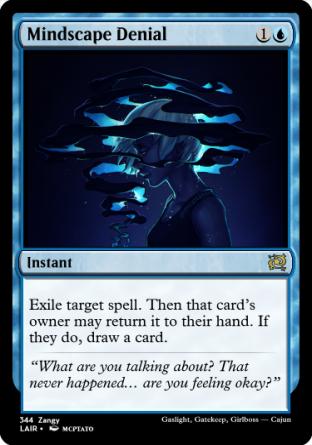 Mindscape Denial 1
Instant
Exile target spell. Then that card's
owner may return it to their hand. If
they do, draw a card.
“What are you talking about? That
never happened… are you feeling okay?”
344 Zangy
Gaslight, Gatekeep, Girlboss — Cajun
LAIR • MCPTATO